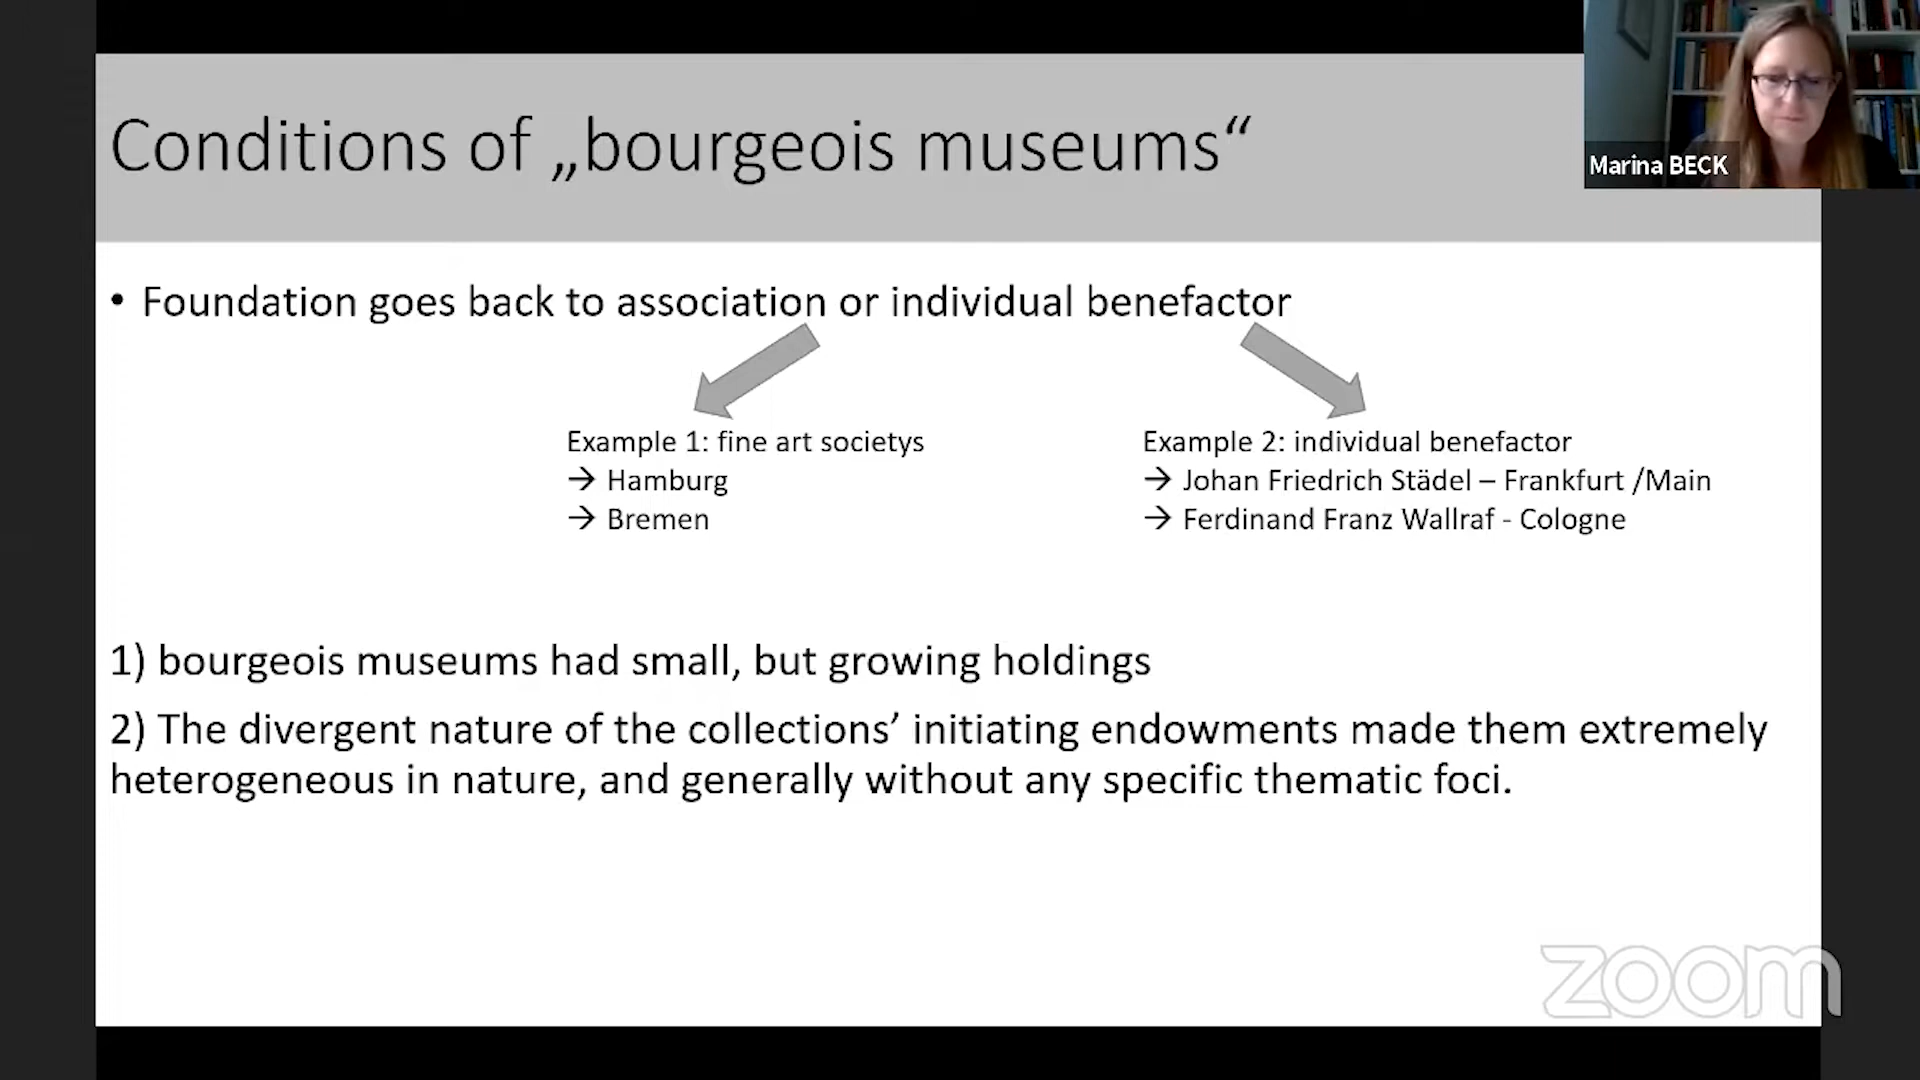 Conditions of „bourgeois museums“
Marina BECK
• Foundation goes back to association or individual benefactor
Example 1: fine art societys
→ Hamburg
→ Bremen
Example 2: individual benefactor
→ Johan Friedrich Städel – Frankfurt /Main
→ Ferdinand Franz Wallraf - Cologne
1) bourgeois museums had small, but growing holdings
2) The divergent nature of the collections’ initiating endowments made them extremely
heterogeneous in nature, and generally without any specific thematic foci.
zoom